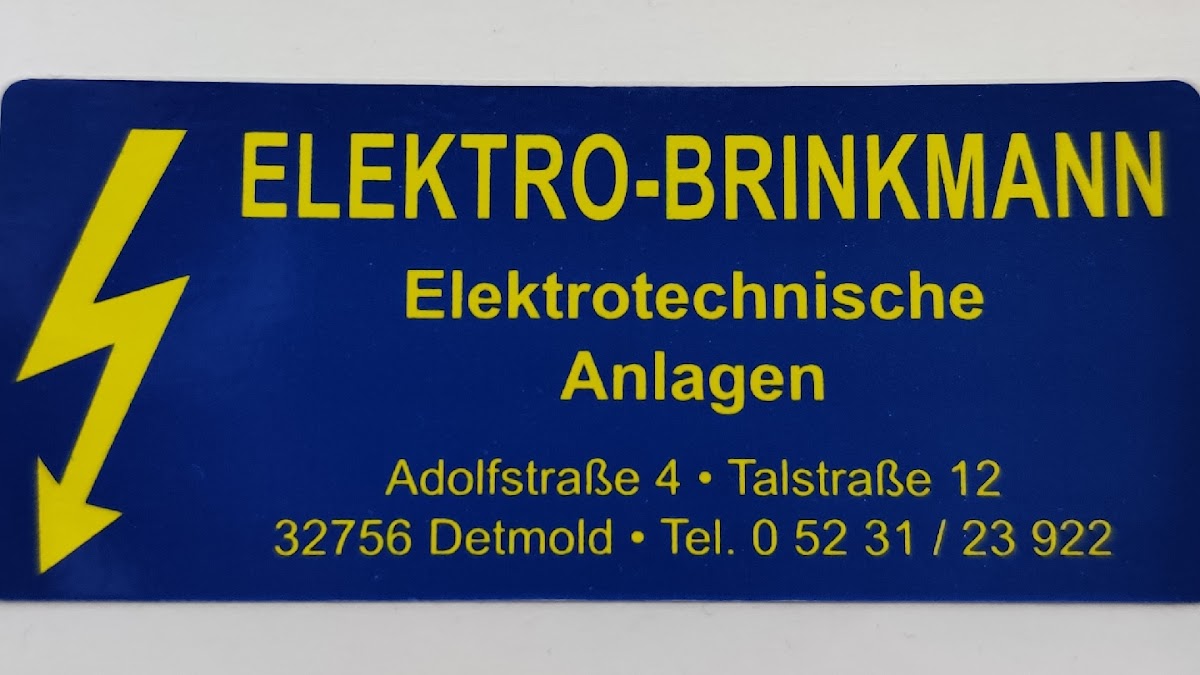 ELEKTRO-BRINKMANN
Elektrotechnische
Anlagen
Adolfstraße 4 • Talstraße 12
32756 Detmold • Tel. 0 52 31 / 23 922